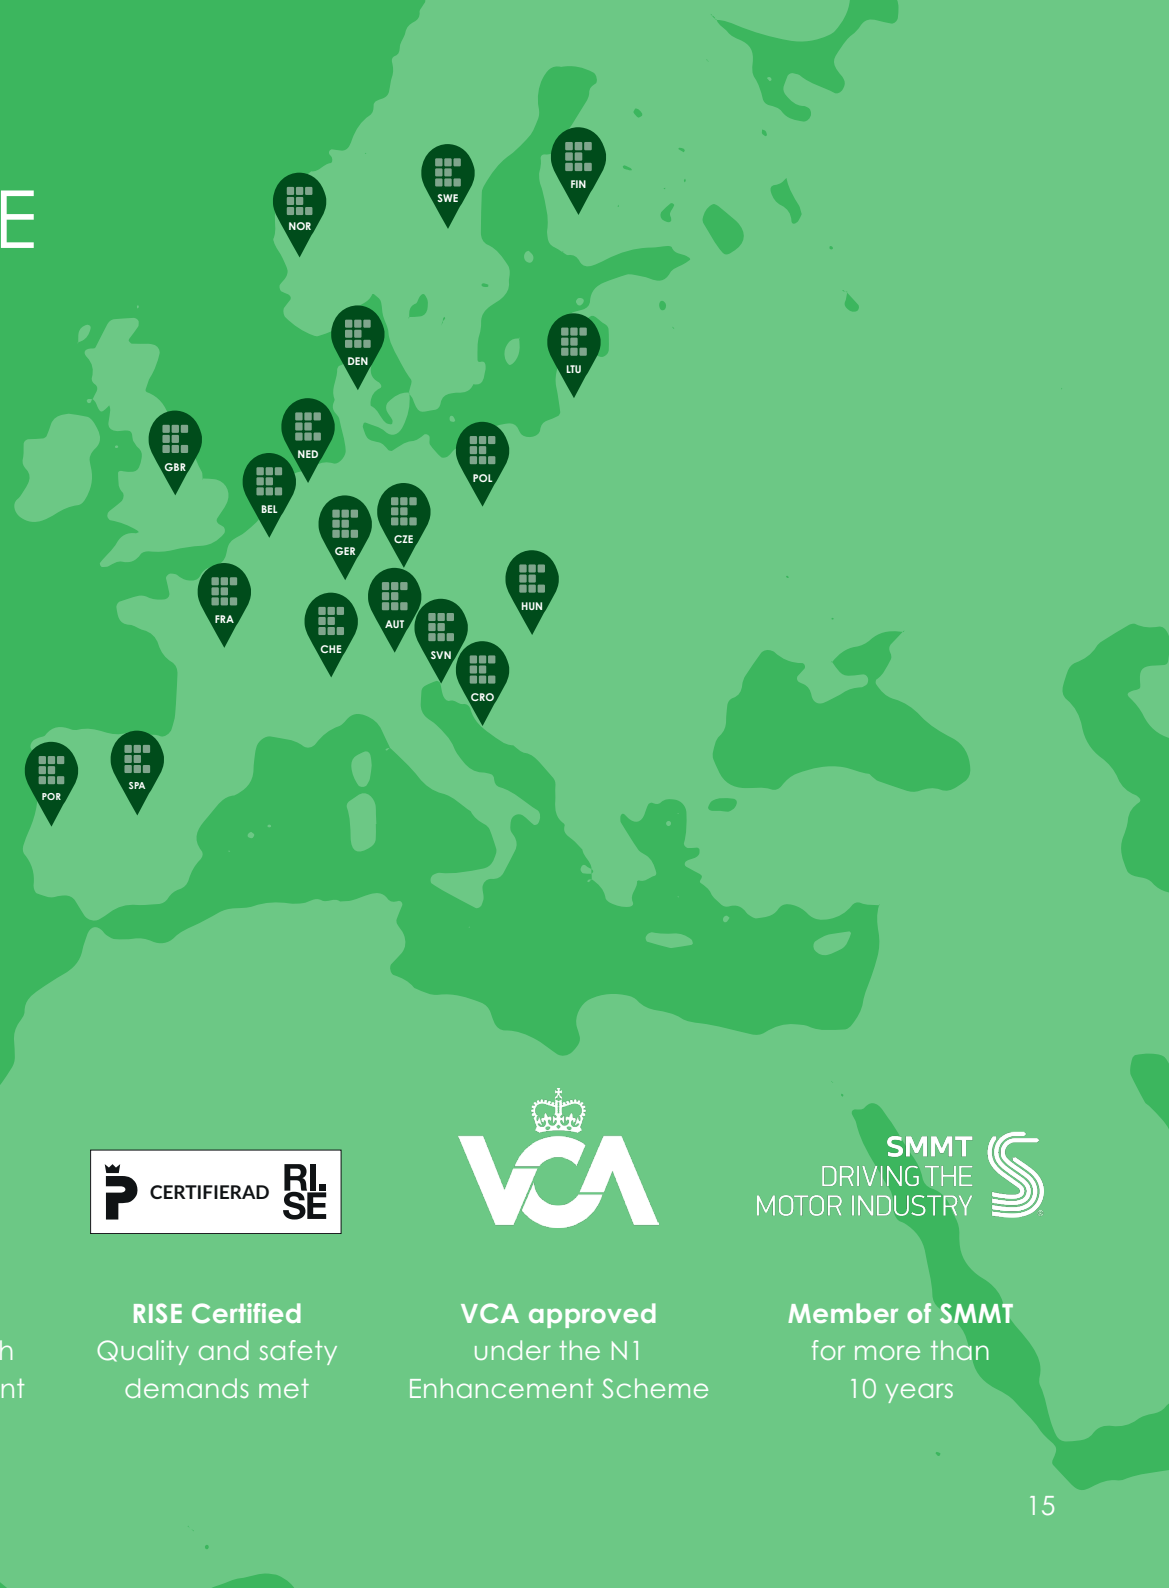 E
FIN
SWE
NOR
DEN
LTU
NED
GBR
POL
BEL
CZE
GER
HUN
FRA
AUT
CHE
SVN
CRO
SPA
POR
CERTIFIERAD
RI.
SE
VCA
SMMT
DRIVING THE
MOTOR INDUSTRY
h
nt
RISE Certified
Quality and safety
demands met
VCA approved
under the N1
Enhancement Scheme
Member of SMMT
for more than
10 years
15